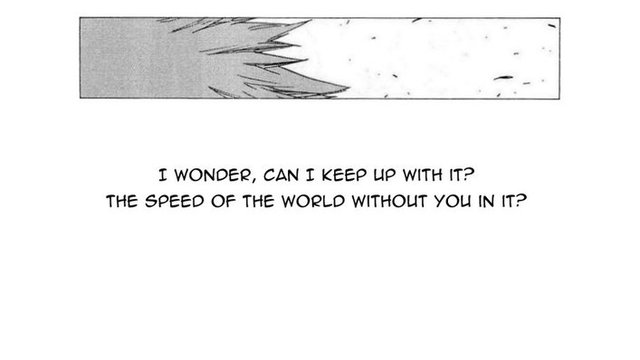 I WONDER, CAN I KEEP UP WITH IT?
THE SPEED OF THE WORLD WITHOUT YOU IN IT?